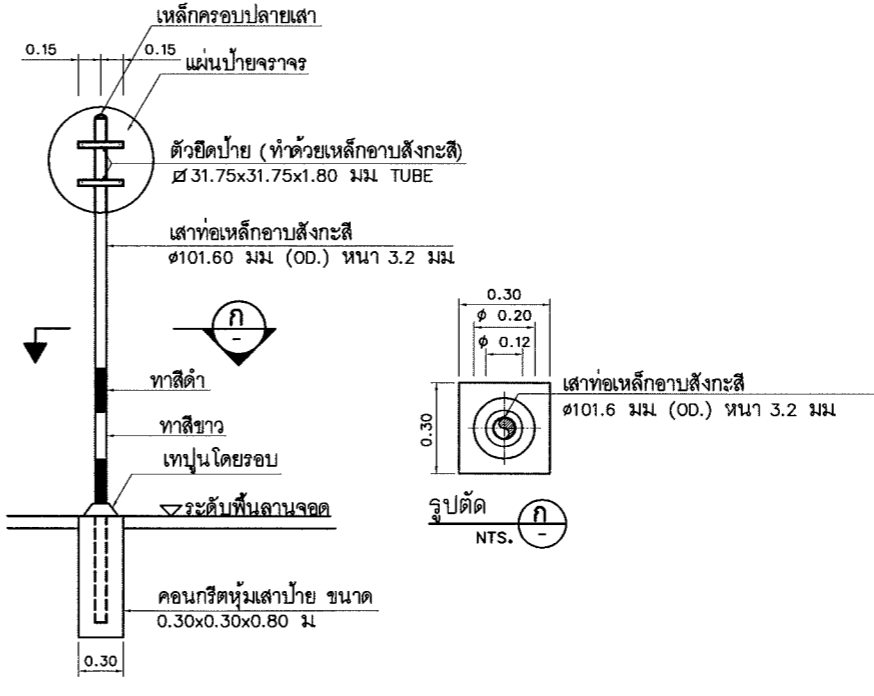 เหล็กครอบปลายเสา
0.15
0.15
แผ่นป้ายจราจร
ตัวยึดป้าย (ทำด้วยเหล็กอาบสังกะสี)
⌀31.75x31.75x1.80 มม. TUBE
เสาท่อเหล็กอาบสังกะสี
ø101.60 มม (OD.) หนา 3.2 มม
ก
-
ทาสีดำ
ทาสีขาว
เทปูนโดยรอบ
ระดับพื้นลานจอด
คอนกรีตหุ้มเสาป้าย ขนาด
0.30x0.30x0.80 ม.
0.30
0.30
ø 0.20
ø 0.12
0.30
เสาท่อเหล็กอาบสังกะสี
ø101.6 มม. (OD.) หนา 3.2 มม
รูปตัด
ก
-
NTS.